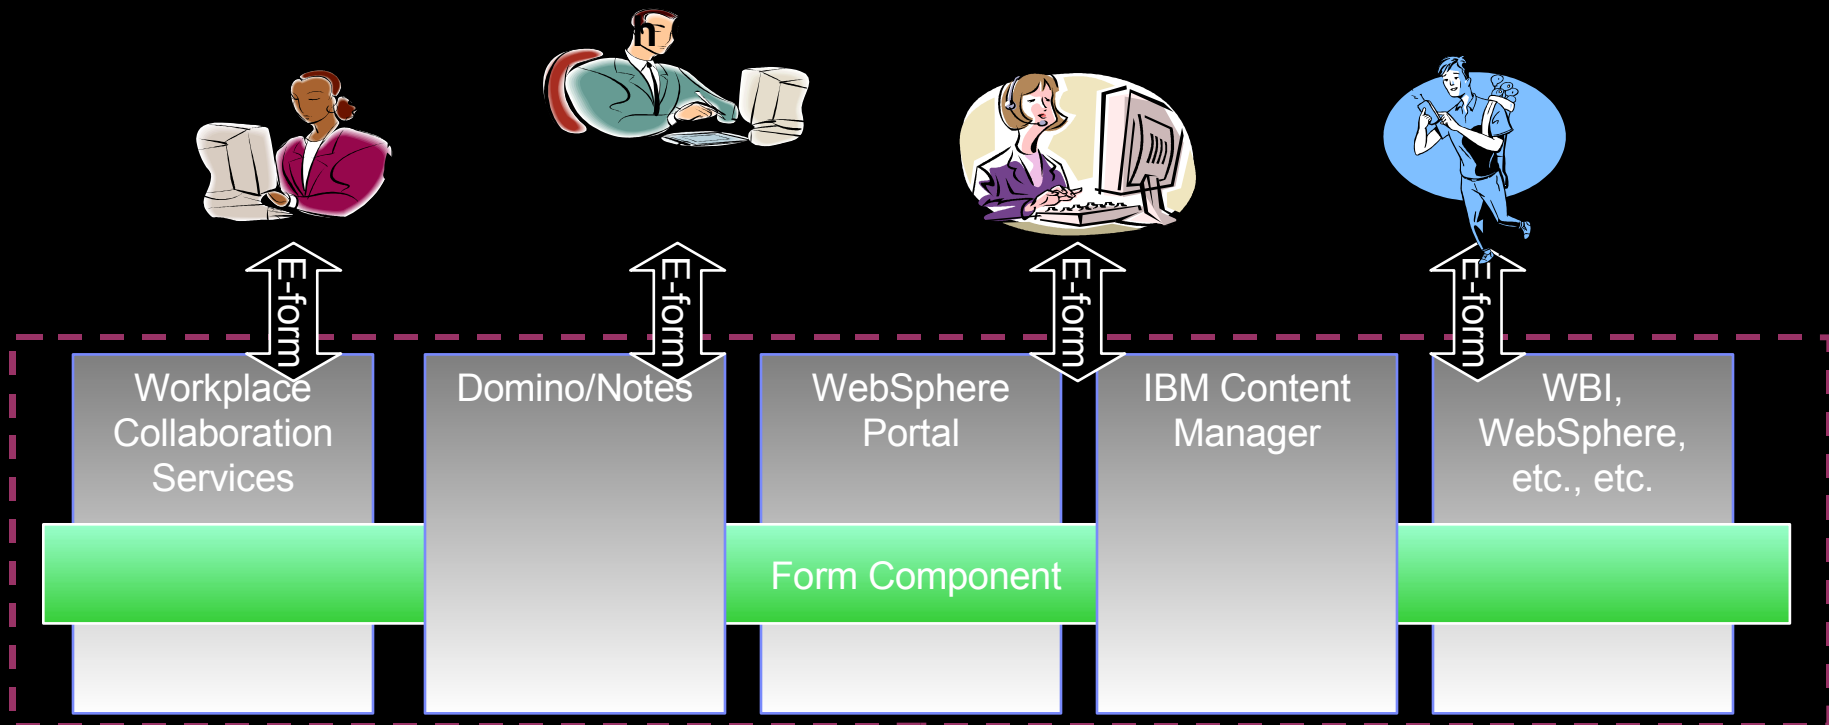 n
E-form
E-form
E-form
E-form
Workplace
Collaboration
Services
Domino/Notes
WebSphere
Portal
IBM Content
Manager
WBI,
WebSphere,
etc., etc.
Form Component